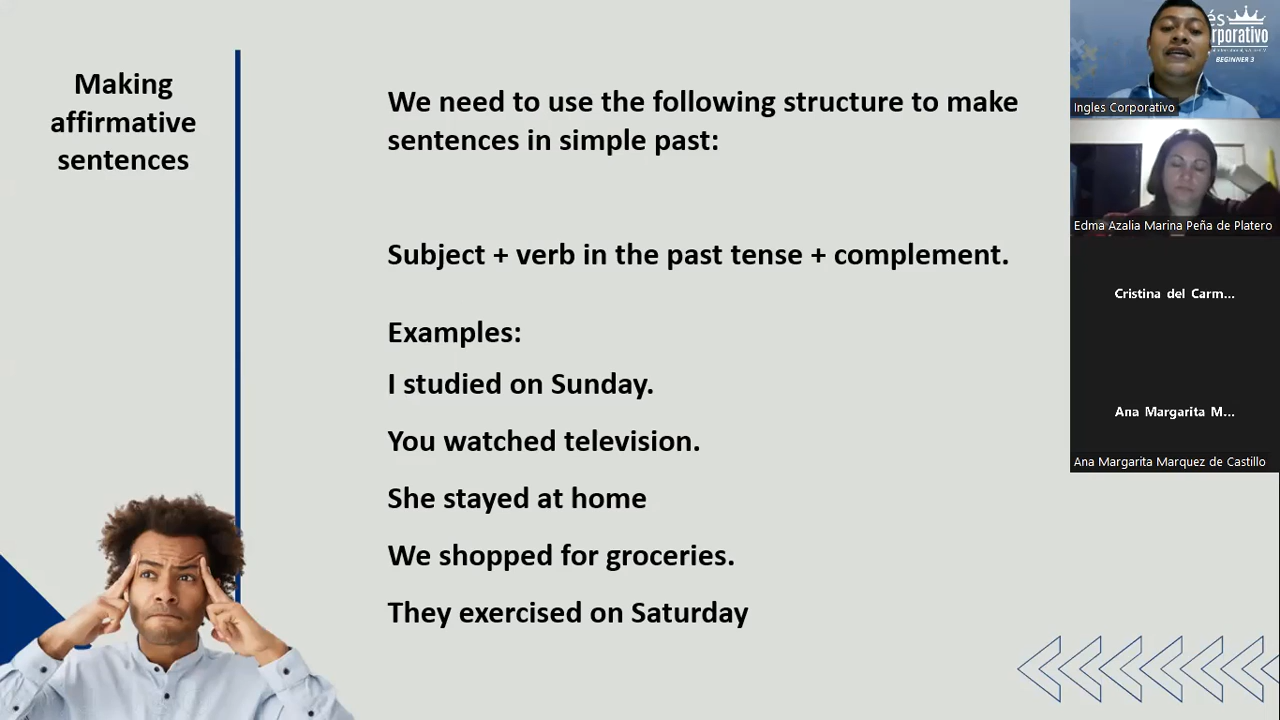 Making
affirmative
sentences
We need to use the following structure to make
sentences in simple past:
Subject + verb in the past tense + complement.
Examples:
I studied on Sunday.
You watched television.
She stayed at home
We shopped for groceries.
They exercised on Saturday
és
rporativo
BEGINNER 3
Ingles Corporativo
Edma Azalia Marina Peña de Platero
Cristina del Carm...
Ana Margarita M...
Ana Margarita Marquez de Castillo